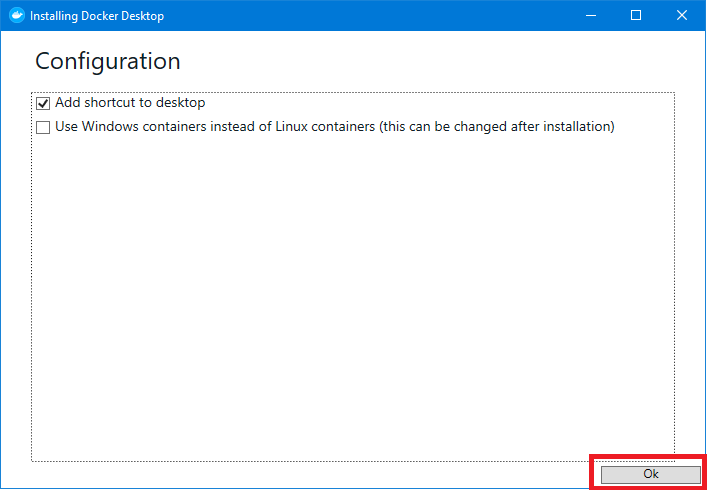 Installing Docker Desktop
Configuration
Add shortcut to desktop
Use Windows containers instead of Linux containers (this can be changed after installation)
Ok